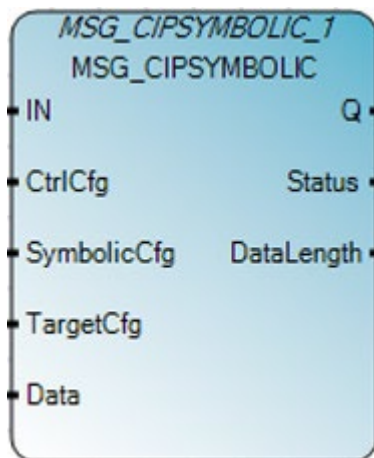 MSG_CIPSYMBOLIC_1
MSG_CIPSYMBOLIC
IN Q
CtrlCfg Status
SymbolicCfg DataLength
TargetCfg
Data